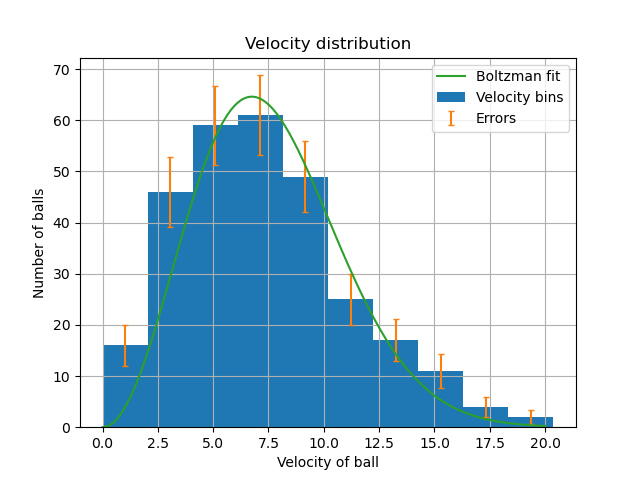 Velocity distribution
Boltzman fit
Velocity bins
Errors
Number of balls
70
60
50
40
30
20
10
0
0.0 2.5 5.0 7.5 10.0 12.5 15.0 17.5 20.0
Velocity of ball